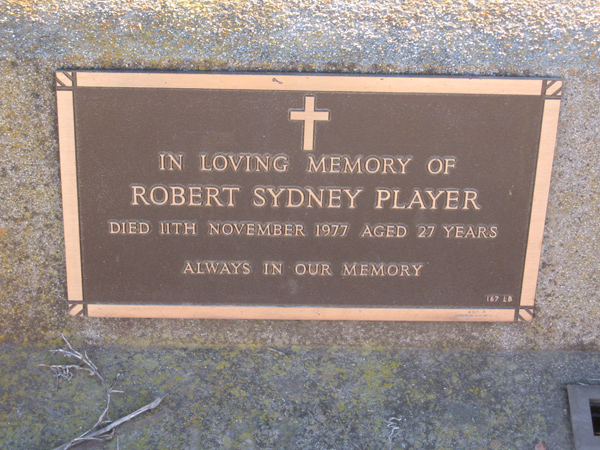 IN LOVING MEMORY OF
ROBERT SYDNEY PLAYER
DIED 11TH NOVEMBER 1977 AGED 27 YEARS
ALWAYS IN OUR MEMORY
167 LB